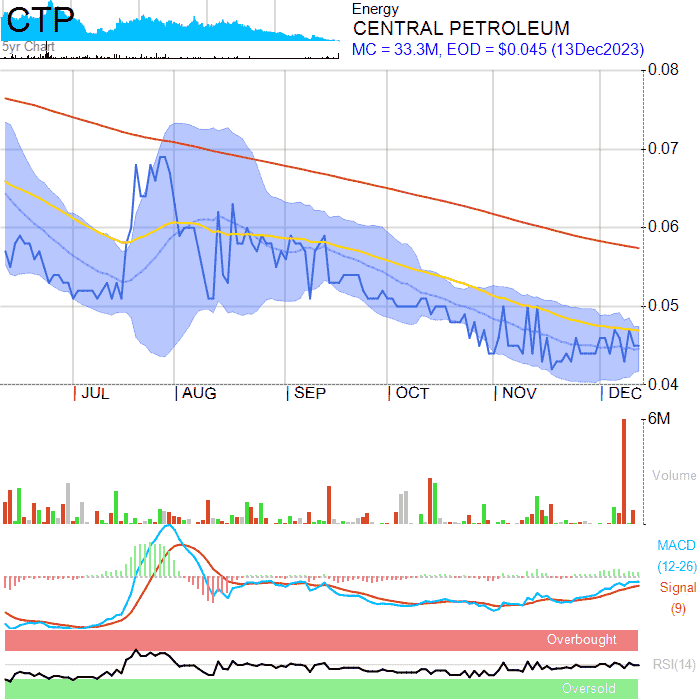 CTP
5yr Chart
Energy
CENTRAL PETROLEUM
MC = 33.3M, EOD = $0.045 (13Dec2023)
0.08
0.07
0.06
0.05
0.04
JUL AUG SEP OCT NOV DEC
6M
Volume
MACD
(12-26)
Signal
(9)
Overbought
RSI(14)
Oversold